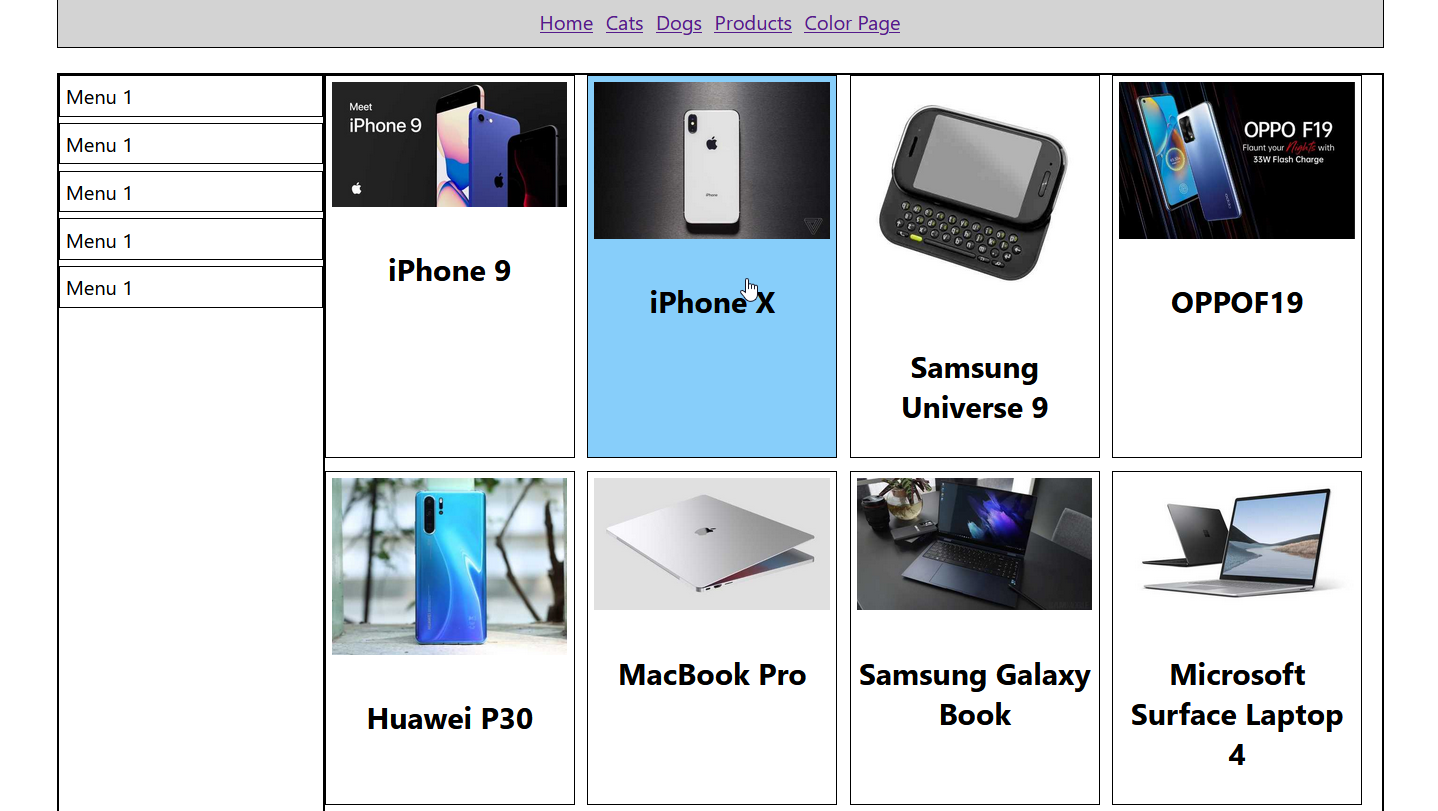 Home Cats Dogs Products Color Page
Menu 1
Menu 1
Menu 1
Menu 1
Menu 1
Meet
iPhone 9
iPhone 9
iPhone
iPhone X
Samsung
Universe 9
OPPO F19
Flaunt your Nights with
33W Flash Charge
OPPOF19
Huawei P30
MacBook Pro
Samsung Galaxy
Book
Microsoft
Surface Laptop
4